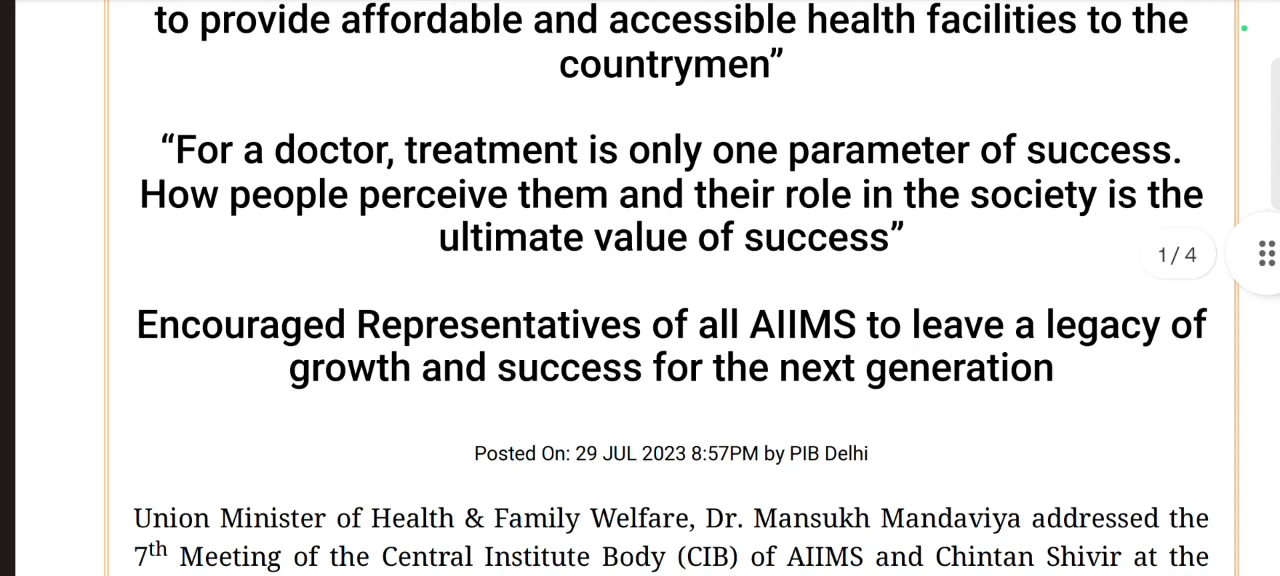 to provide affordable and accessible health facilities to the
countrymen”
“For a doctor, treatment is only one parameter of success.
How people perceive them and their role in the society is the
ultimate value of success”
1 / 4
Encouraged Representatives of all AIIMS to leave a legacy of
growth and success for the next generation
Posted On: 29 JUL 2023 8:57PM by PIB Delhi
Union Minister of Health & Family Welfare, Dr. Mansukh Mandaviya addressed the
7th Meeting of the Central Institute Body (CIB) of AIIMS and Chintan Shivir at the